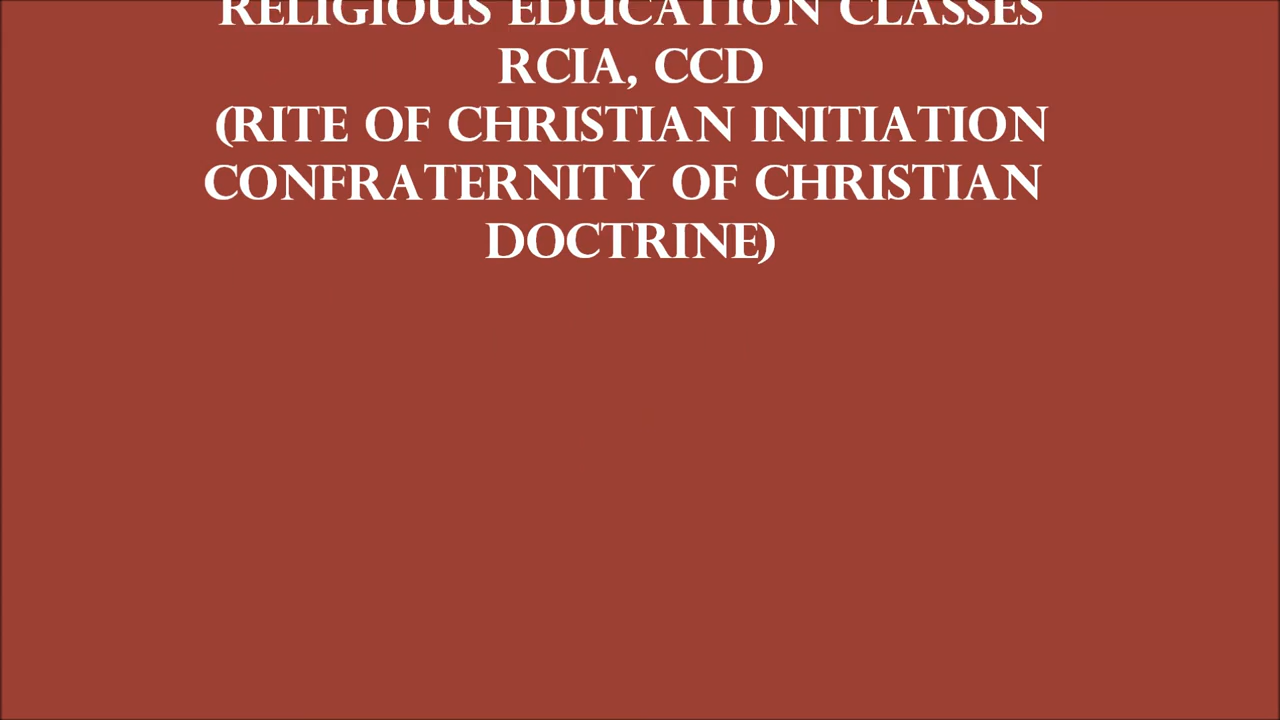 RELIGIOUS EDUCATION CLASSES
RCIA, CCD
(RITE OF CHRISTIAN INITIATION
CONFRATERNITY OF CHRISTIAN
DOCTRINE)